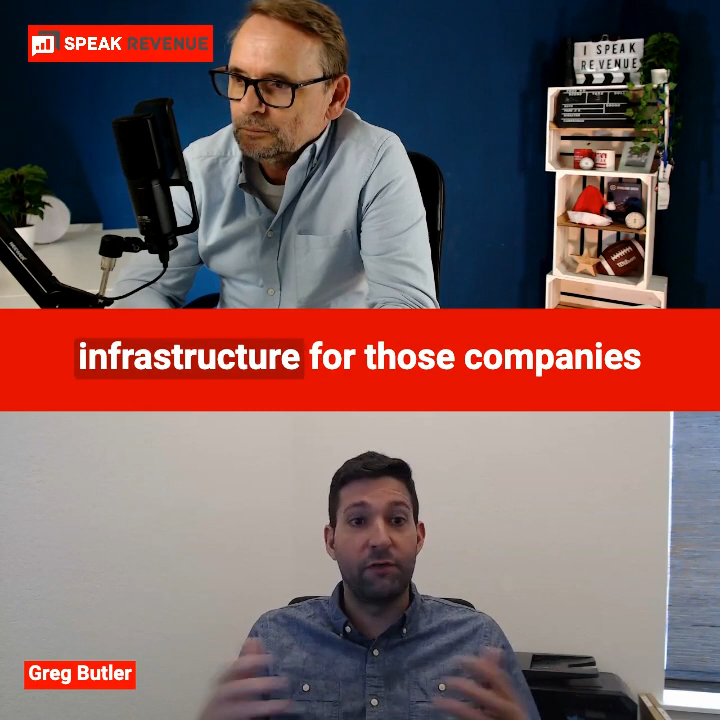 SPEAK REVENUE
I SPEAK
REVENUE
infrastructure for those companies
Greg Butler